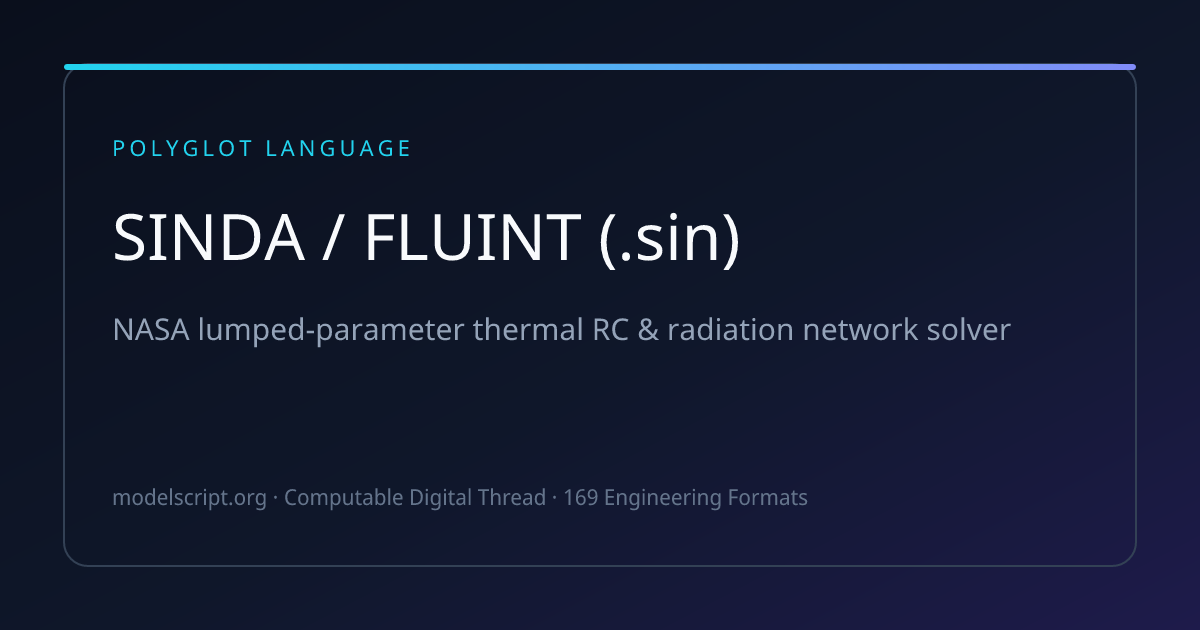 POLYGLOT LANGUAGE
SINDA / FLUINT (.sin)
NASA lumped-parameter thermal RC & radiation network solver
modelscript.org · Computable Digital Thread · 169 Engineering Formats